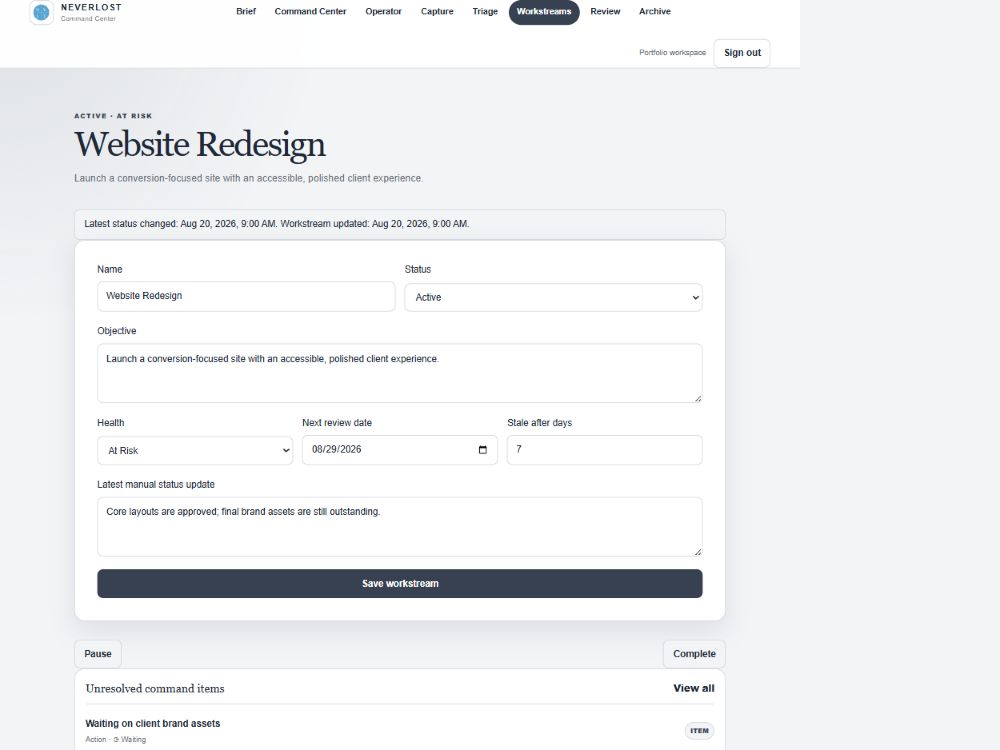 NEVERLOST
Command Center
Brief Command Center Operator Capture Triage Workstreams Review Archive
Portfolio workspace Sign out
ACTIVE · AT RISK
Website Redesign
Launch a conversion-focused site with an accessible, polished client experience.
Latest status changed: Aug 20, 2026, 9:00 AM. Workstream updated: Aug 20, 2026, 9:00 AM.
Name Status
Website Redesign Active
Objective
Launch a conversion-focused site with an accessible, polished client experience.
Health Next review date Stale after days
At Risk 08/29/2026 7
Latest manual status update
Core layouts are approved; final brand assets are still outstanding.
Save workstream
Pause Complete
Unresolved command items View all
Waiting on client brand assets
Action · Waiting
ITEM